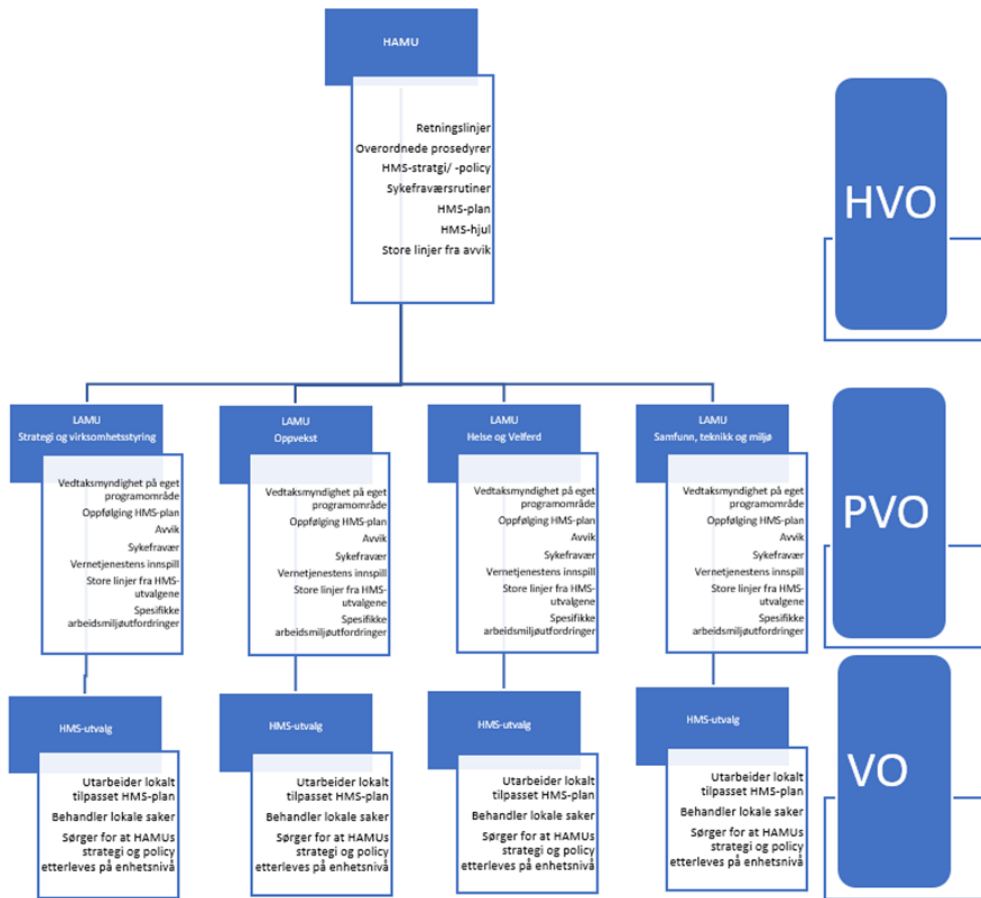 HAMU
Retningslinjer
Overordnede prosedyrer
HMS-stratgi/ -policy
Sykefraværsrutiner
HMS-plan
HMS-hjul
Store linjer fra avvik
HVO
LAMU
Strategi og virksomhetsstyring
Vedtaksmyndighet på eget
programområde
Oppfølging HMS-plan
Avvik
Sykefravær
Vernetjenestens innspill
Store linjer fra HMS-
utvalgene
Spesifikke
arbeidsmiljøutfordringer
LAMU
Oppvekst
Vedtaksmyndighet på eget
programområde
Oppfølging HMS-plan
Avvik
Sykefravær
Vernetjenestens innspill
Store linjer fra HMS-
utvalgene
Spesifikke
arbeidsmiljøutfordringer
LAMU
Helse og Velferd
Vedtaksmyndighet på eget
programområde
Oppfølging HMS-plan
Avvik
Sykefravær
Vernetjenestens innspill
Store linjer fra HMS-
utvalgene
Spesifikke
arbeidsmiljøutfordringer
LAMU
Samfunn, teknikk og miljø
Vedtaksmyndighet på eget
programområde
Oppfølging HMS-plan
Avvik
Sykefravær
Vernetjenestens innspill
Store linjer fra HMS-
utvalgene
Spesifikke
arbeidsmiljøutfordringer
PVO
HMS-utvalg
Utarbeider lokalt
tilpasset HMS-plan
Behandler lokale saker
Sørger for at HAMUs
strategi og policy
etterleves på enhetsnivå
HMS-utvalg
Utarbeider lokalt
tilpasset HMS-plan
Behandler lokale saker
Sørger for at HAMUs
strategi og policy
etterleves på enhetsnivå
HMS-utvalg
Utarbeider lokalt
tilpasset HMS-plan
Behandler lokale saker
Sørger for at HAMUs
strategi og policy
etterleves på enhetsnivå
HMS-utvalg
Utarbeider lokalt
tilpasset HMS-plan
Behandler lokale saker
Sørger for at HAMUs
strategi og policy
etterleves på enhetsnivå
VO